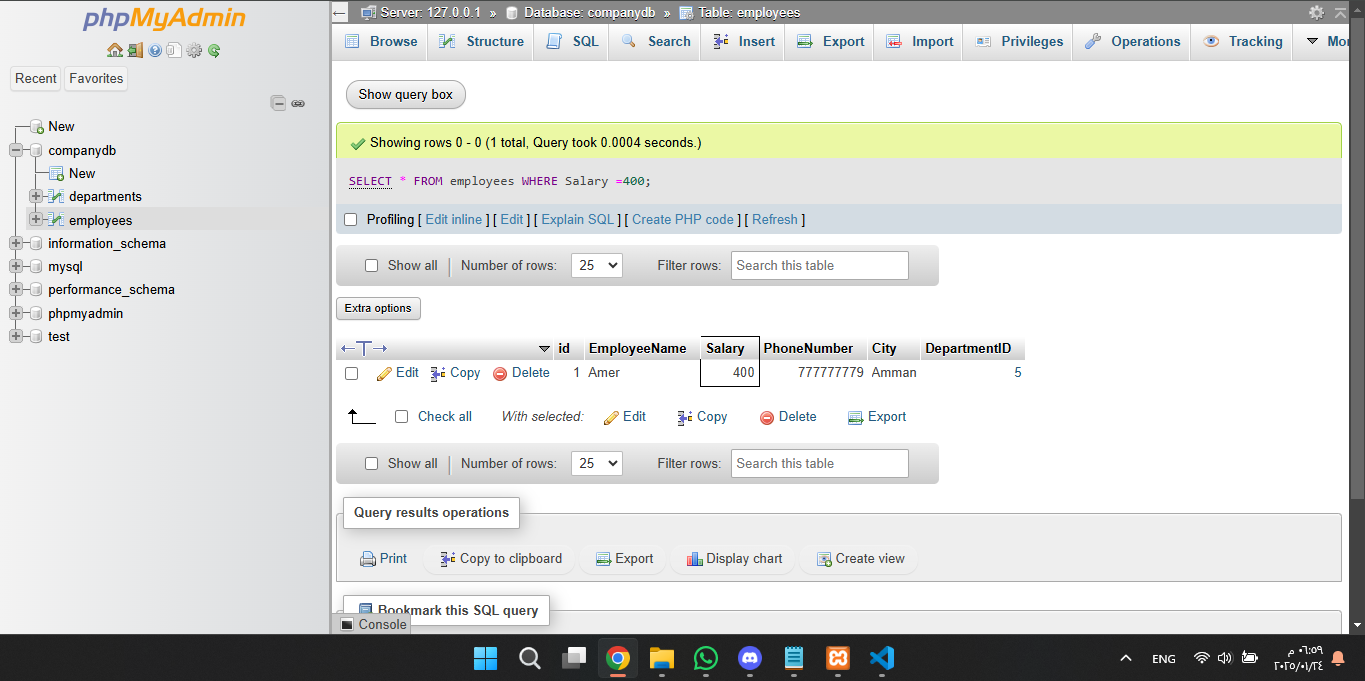 phpMyAdmin
Recent Favorites
New
companydb
New
departments
employees
information_schema
mysql
performance_schema
phpmyadmin
test
Server: 127.0.0.1 » Database: companydb » Table: employees
Browse Structure SQL Search Insert Export Import Privileges Operations Tracking
Show query box
Showing rows 0 - 0 (1 total, Query took 0.0004 seconds.)
SELECT * FROM employees WHERE Salary =400;
Profiling [ Edit inline ] [ Edit ] [ Explain SQL ] [ Create PHP code ] [ Refresh ]
Show all Number of rows: 25 Filter rows: Search this table
Extra options
id EmployeeName Salary PhoneNumber City DepartmentID
Edit Copy Delete 1 Amer 400 777777779 Amman 5
Check all With selected: Edit Copy Delete Export
Show all Number of rows: 25 Filter rows: Search this table
Query results operations
Print Copy to clipboard Export Display chart Create view
Bookmark this SQL query
Console
ENG
٠٦:٥٩ م
٢٠٢٥/٠١/٢٤